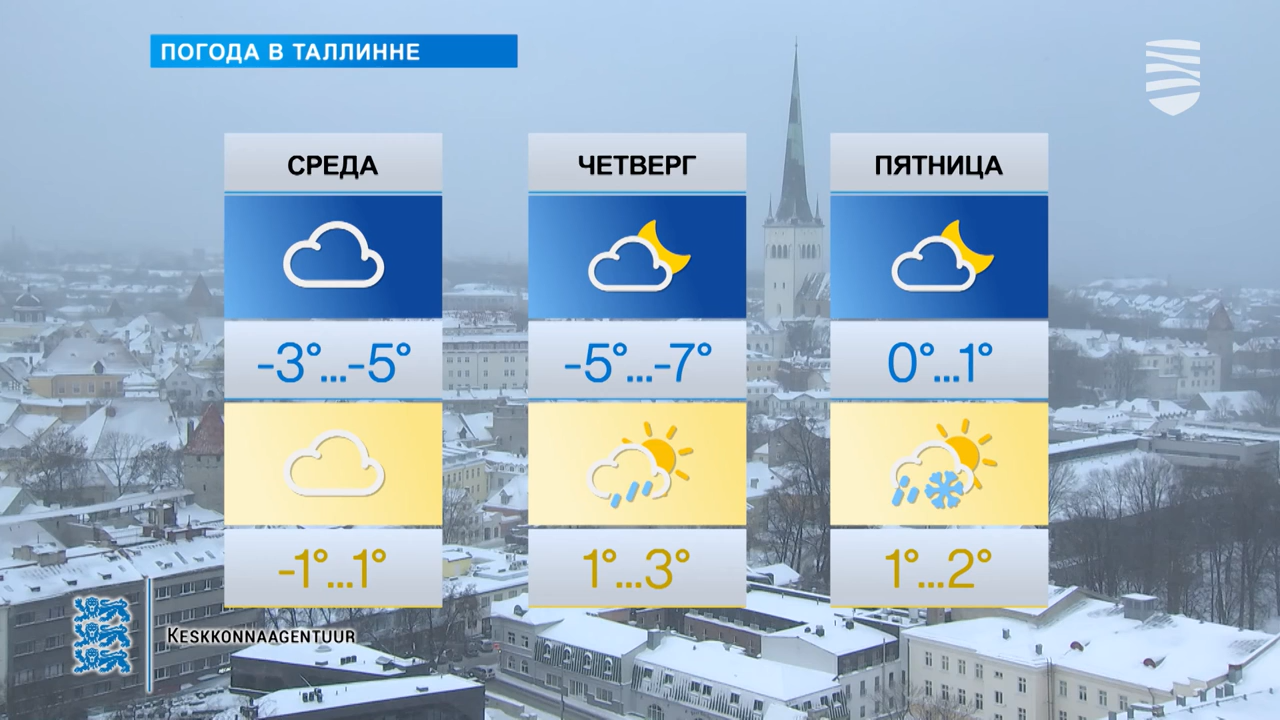 ПОГОДА В ТАЛЛИННЕ
СРЕДА
-3°...-5°
-1°...1°
ЧЕТВЕРГ
-5°...-7°
1°...3°
ПЯТНИЦА
0°...1°
1°...2°
KESKKONNAAGENTUUR